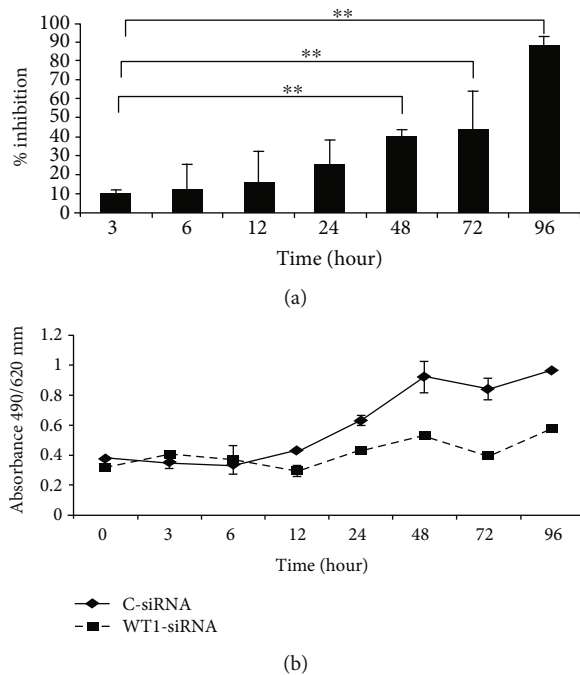 100
90
80
70
60
50
40
30
20
10
0
% inhibition
**
**
**
3 6 12 24 48 72 96
Time (hour)
(a)
1.2
1
0.8
0.6
0.4
0.2
0
Absorbance 490/620 mm
0 3 6 12 24 48 72 96
Time (hour)
C-siRNA
WT1-siRNA
(b)